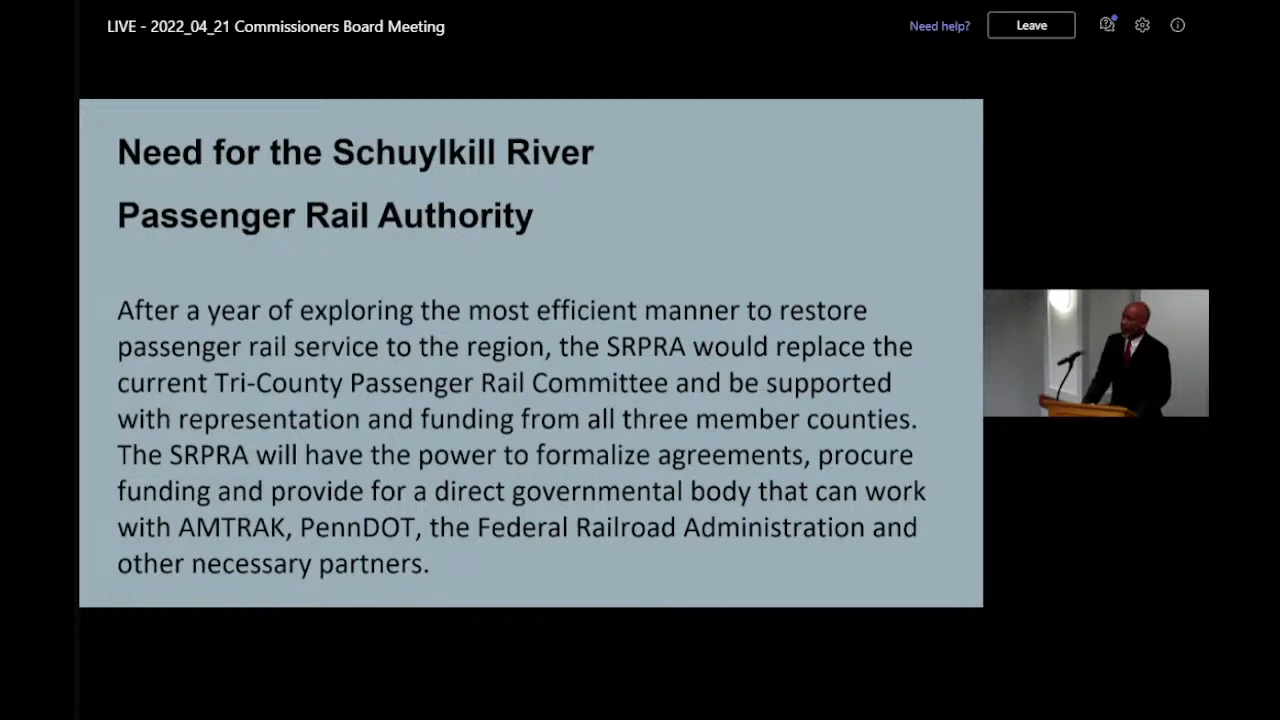 LIVE - 2022_04_21 Commissioners Board Meeting
Need help?
Leave
Need for the Schuylkill River
Passenger Rail Authority
After a year of exploring the most efficient manner to restore
passenger rail service to the region, the SRPRA would replace the
current Tri-County Passenger Rail Committee and be supported
with representation and funding from all three member counties.
The SRPRA will have the power to formalize agreements, procure
funding and provide for a direct governmental body that can work
with AMTRAK, PennDOT, the Federal Railroad Administration and
other necessary partners.